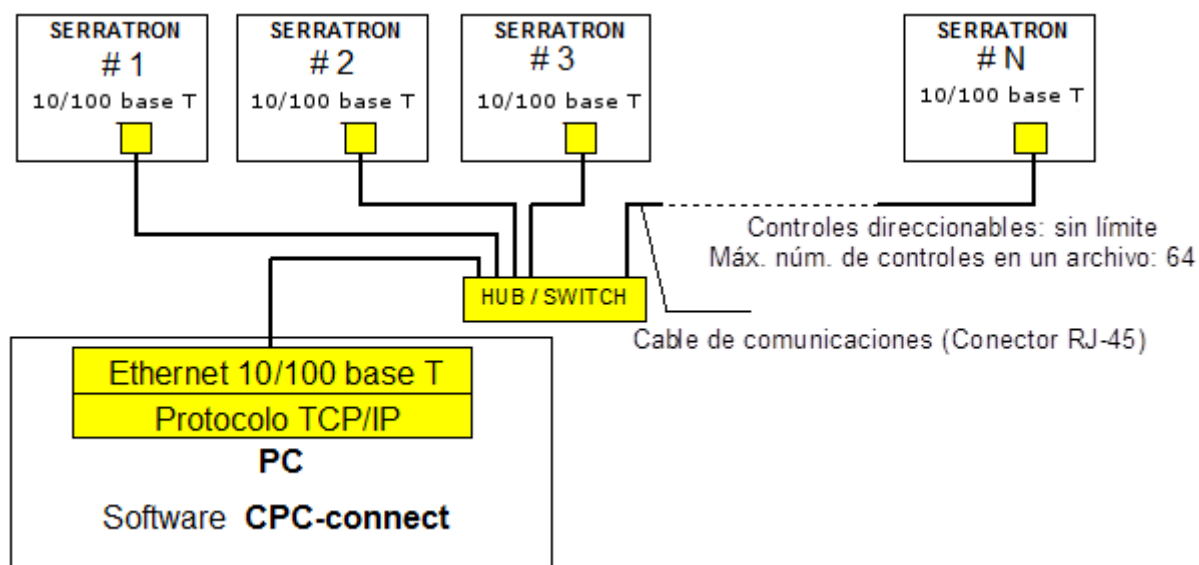 SERRATRON
# 1
10/100 base T
SERRATRON
# 2
10/100 base T
SERRATRON
# 3
10/100 base T
SERRATRON
# N
10/100 base T
Controles direccionables: sin límite
Máx. núm. de controles en un archivo: 64
HUB / SWITCH
Cable de comunicaciones (Conector RJ-45)
Ethernet 10/100 base T
Protocolo TCP/IP
PC
Software CPC-connect